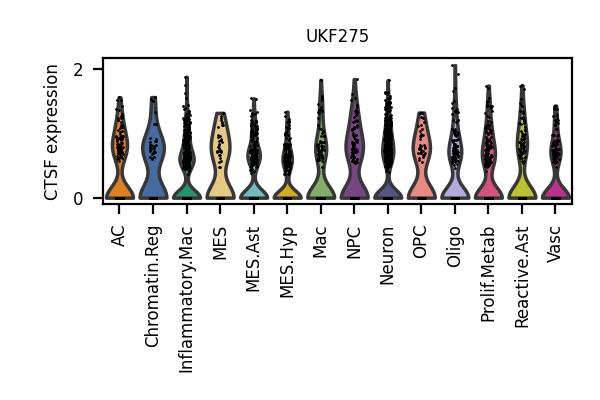 UKF275
CTSF expression
2
0
AC
Chromatin.Reg
Inflammatory.Mac
MES
MES.Ast
MES.Hyp
Mac
NPC
Neuron
OPC
Oligo
Prolif.Metab
Reactive.Ast
Vasc